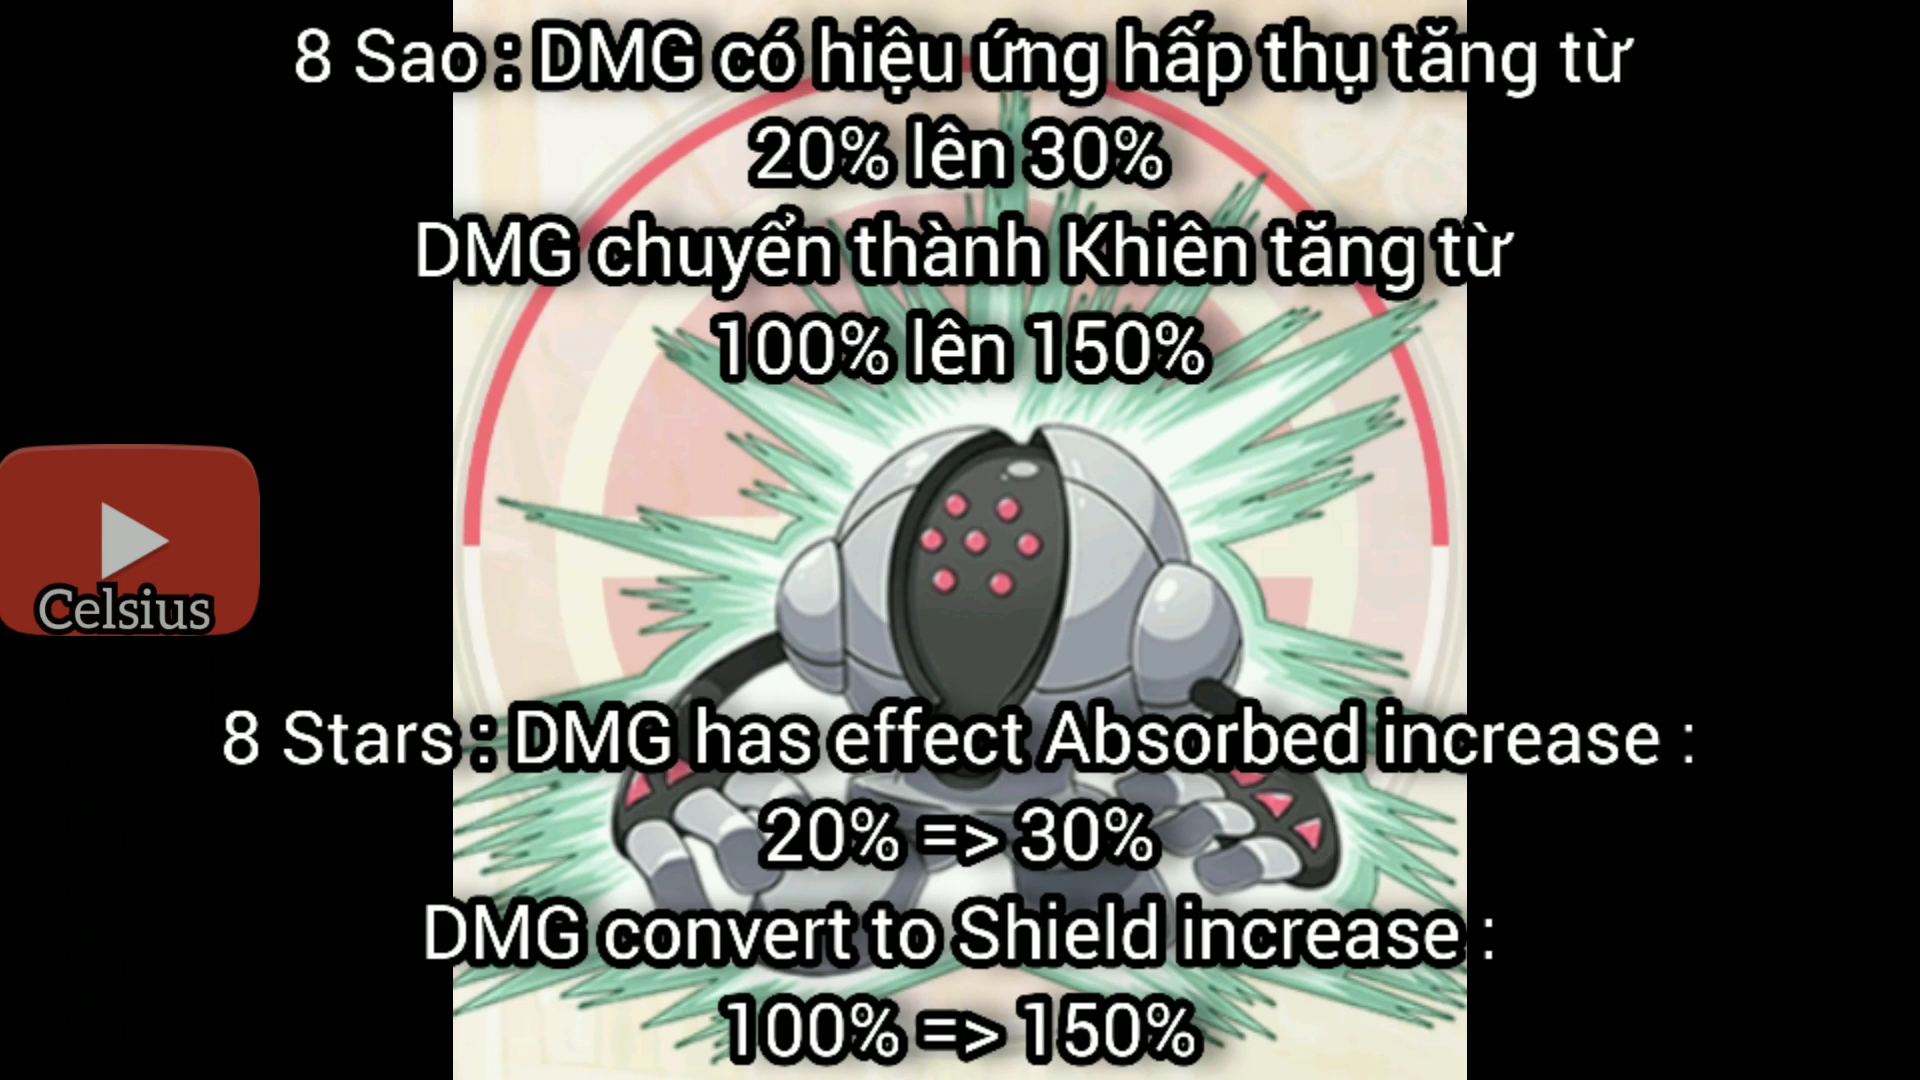 8 Sao : DMG có hiệu ứng hấp thụ tăng từ
20% lên 30%
DMG chuyển thành Khiên tăng từ
100% lên 150%
Celsius
8 Stars : DMG has effect Absorbed increase :
20% => 30%
DMG convert to Shield increase :
100% => 150%